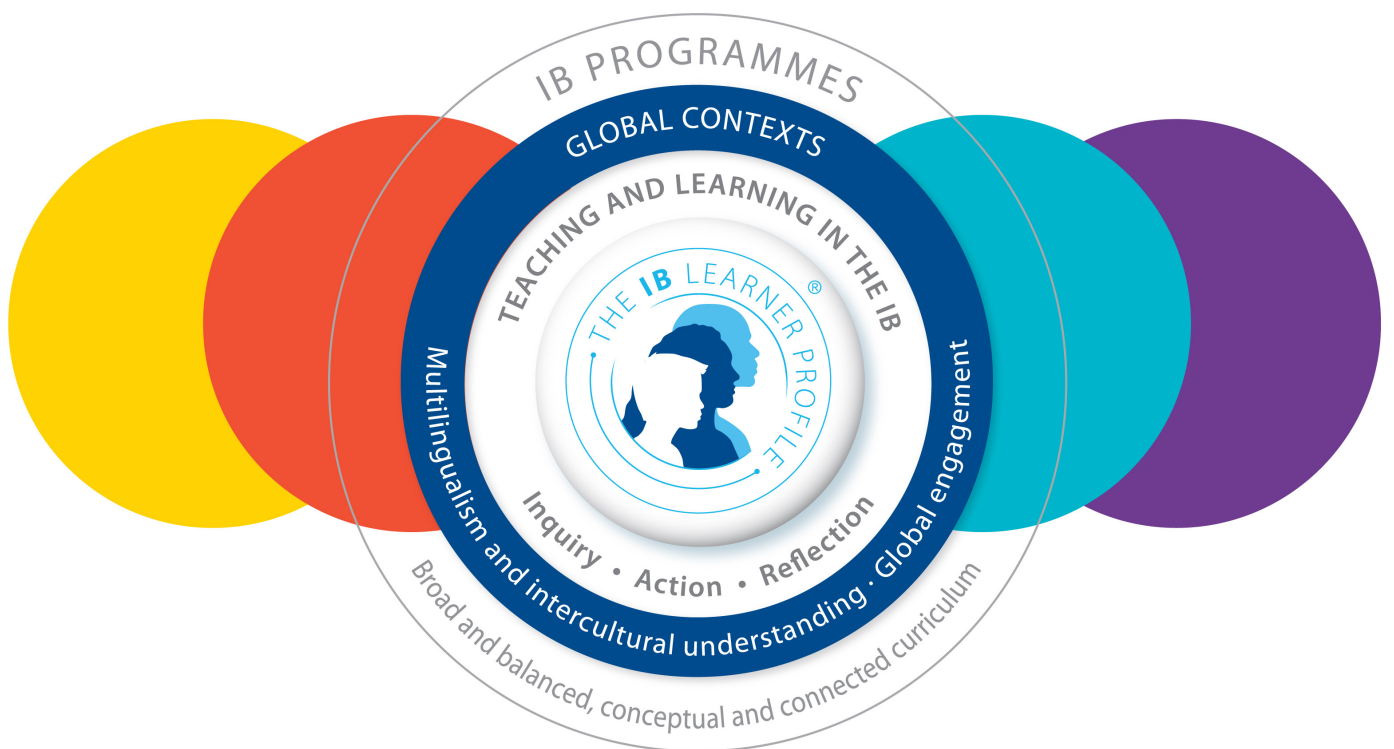 IB PROGRAMMES
GLOBAL CONTEXTS
TEACHING AND LEARNING IN THE IB
THE IB LEARNER PROFILE ®
Inquiry • Action • Reflection
Multilingualism and intercultural understanding · Global engagement
Broad and balanced, conceptual and connected curriculum